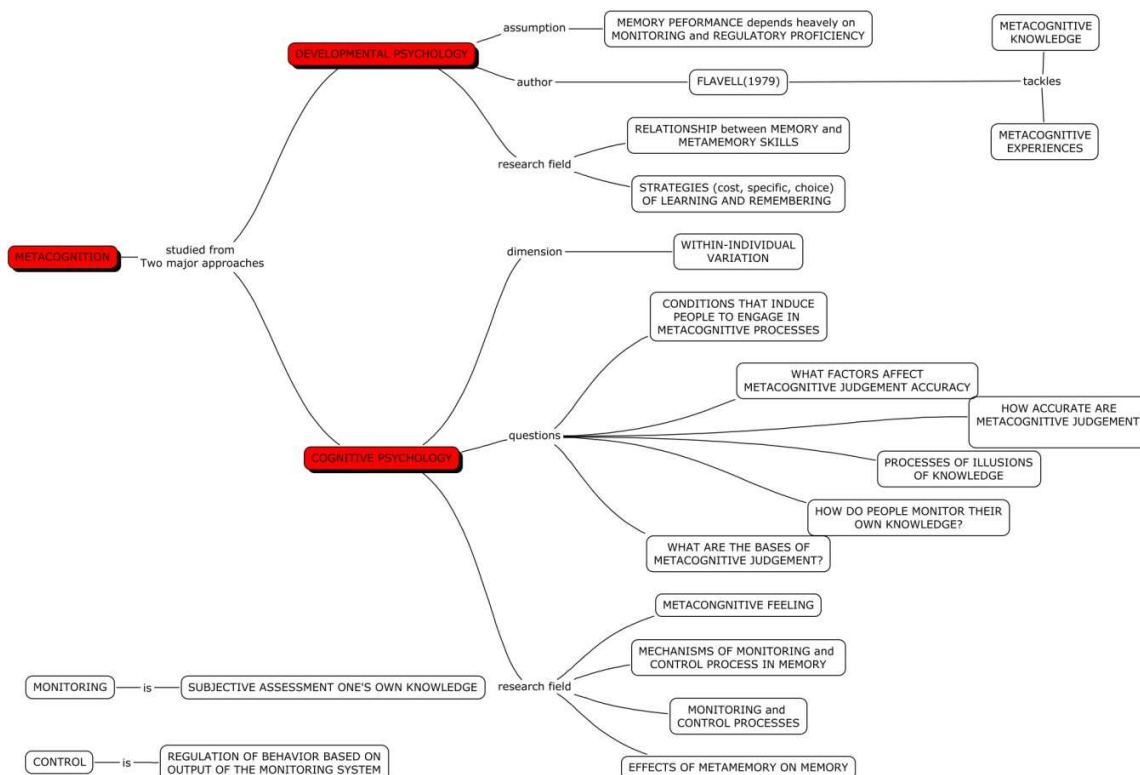 assumption
MEMORY PEFORMANCE depends heavely on
MONITORING and REGULATORY PROFICIENCY
METACOGNITIVE
KNOWLEDGE
DEVELOPMENTAL PSYCHOLOGY
author
FLAVELL(1979)
tackles
METACOGNITIVE
EXPERIENCES
RELATIONSHIP between MEMORY and
METAMEMORY SKILLS
research field
STRATEGIES (cost, specific, choice)
OF LEARNING AND REMEMBERING
METACOGNITION
studied from
Two major approaches
dimension
WITHIN-INDIVIDUAL
VARIATION
CONDITIONS THAT INDUCE
PEOPLE TO ENGAGE IN
METACOGNITIVE PROCESSES
WHAT FACTORS AFFECT
METACOGNITIVE JUDGEMENT ACCURACY
HOW ACCURATE ARE
METACOGNITIVE JUDGEMENT
questions
COGNITIVE PSYCHOLOGY
PROCESSES OF ILLUSIONS
OF KNOWLEDGE
HOW DO PEOPLE MONITOR THEIR
OWN KNOWLEDGE?
WHAT ARE THE BASES OF
METACOGNITIVE JUDGEMENT?
METACONGNITIVE FEELING
MECHANISMS OF MONITORING and
CONTROL PROCESS IN MEMORY
research field
MONITORING and
CONTROL PROCESSES
EFFECTS OF METAMEMORY ON MEMORY
MONITORING
is
SUBJECTIVE ASSESSMENT ONE'S OWN KNOWLEDGE
CONTROL
is
REGULATION OF BEHAVIOR BASED ON
OUTPUT OF THE MONITORING SYSTEM